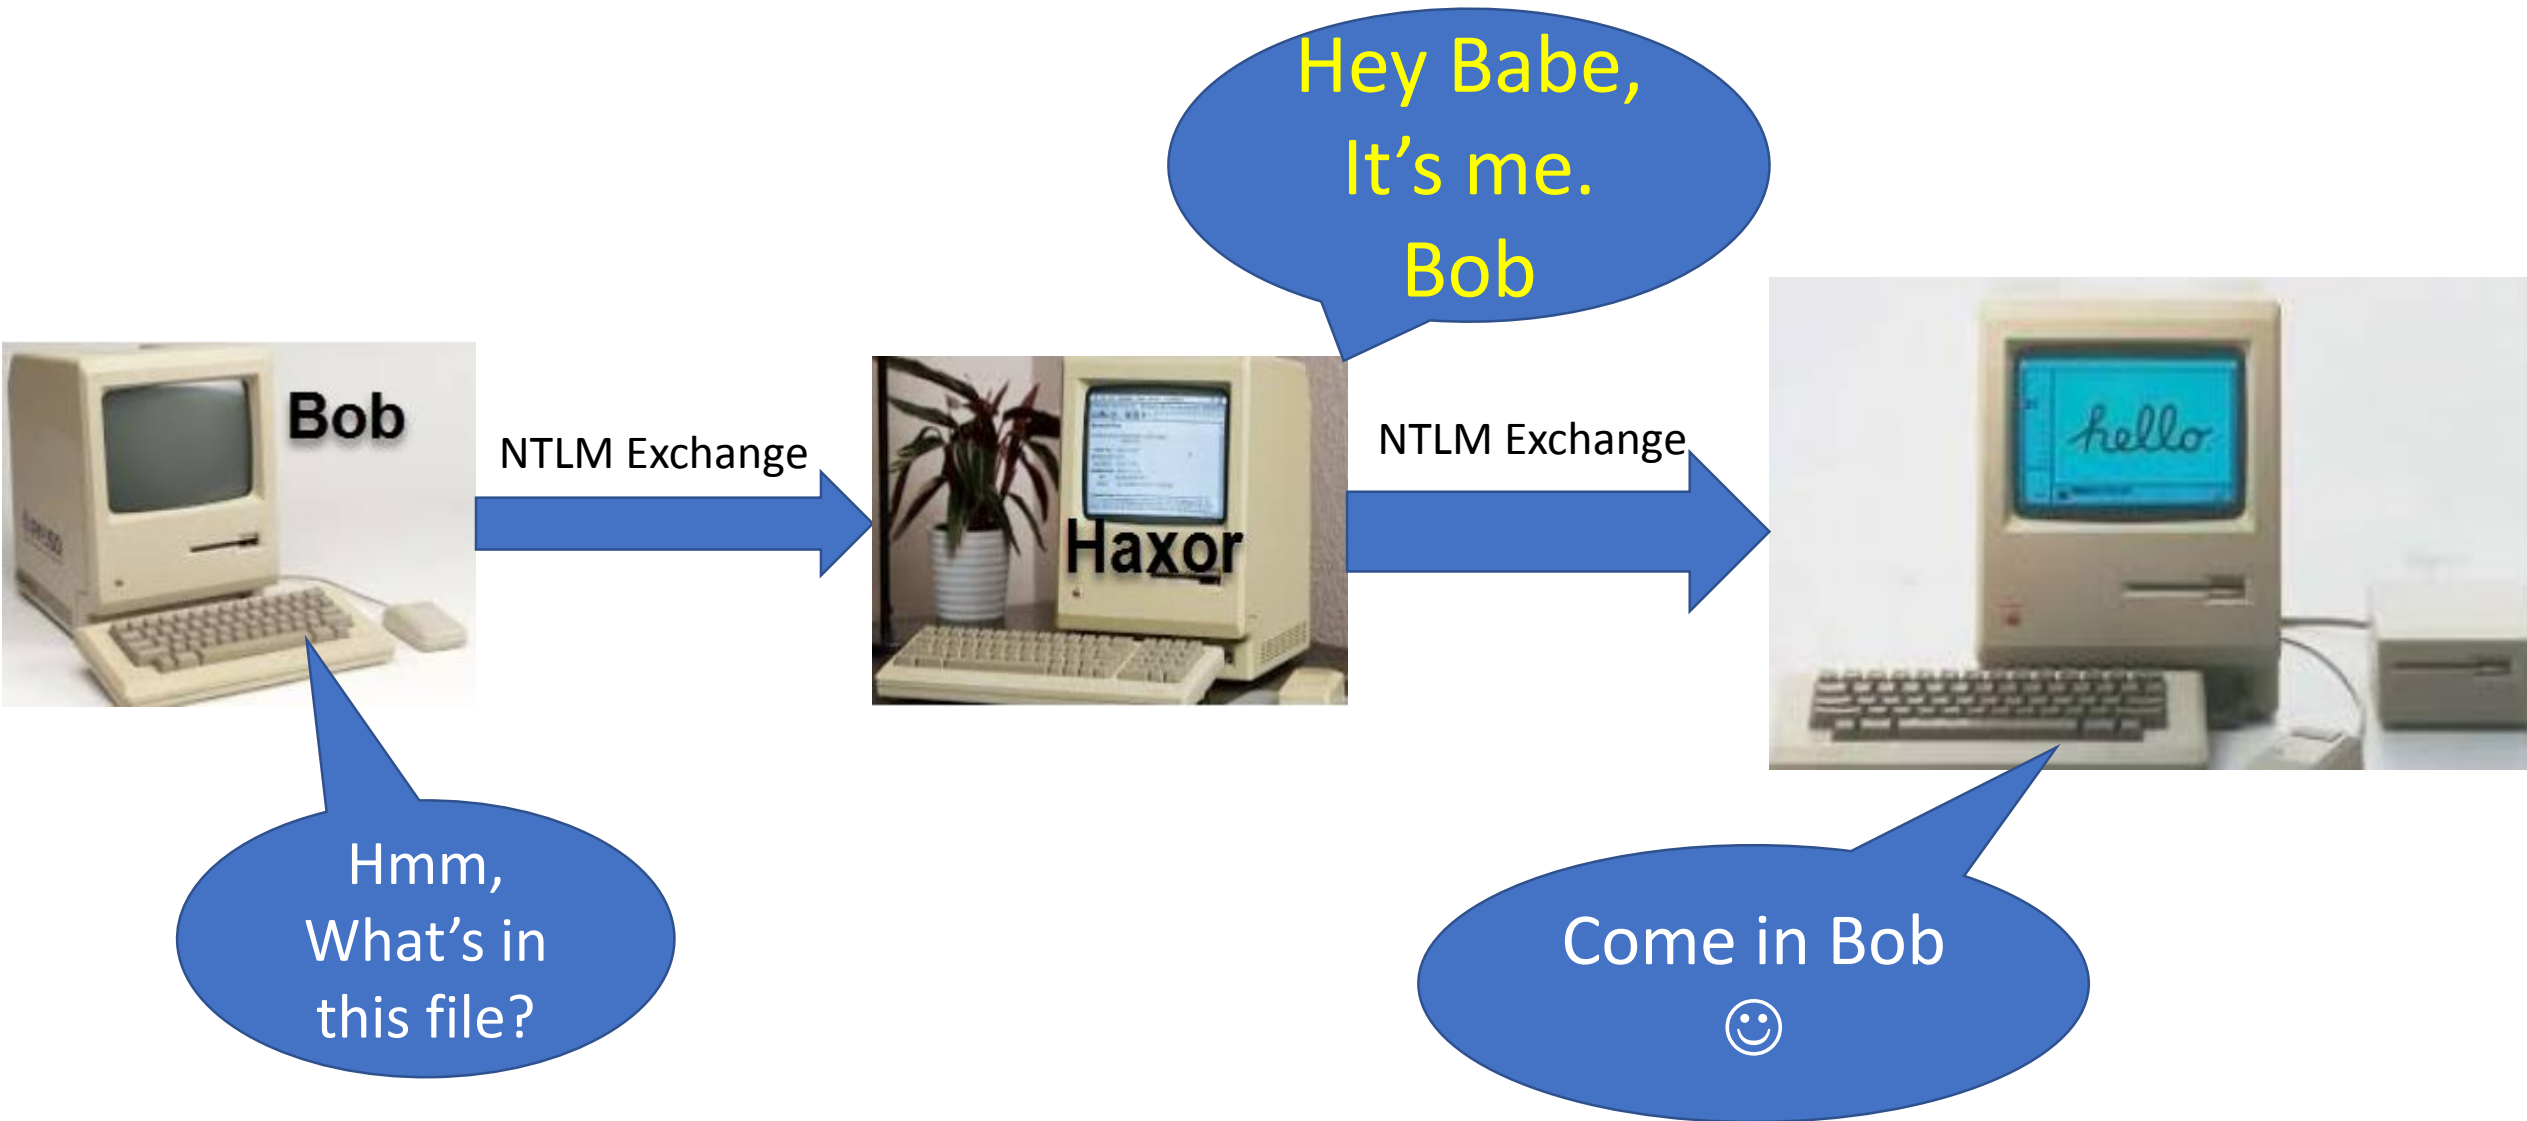 Hey Babe,
It’s me.
Bob
Bob
NTLM Exchange
Haxor
NTLM Exchange
hello
Hmm,
What’s in
this file?
Come in Bob
☺